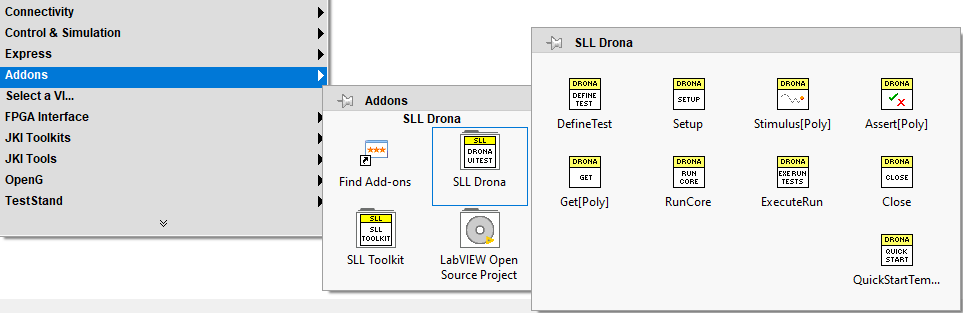 Connectivity
Control & Simulation
Express
Addons
Select a VI...
FPGA Interface
JKI Toolkits
JKI Tools
OpenG
TestStand
Addons
SLL Drona
Find Add-ons
SLL
DRONA
UI TEST
SLL Drona
SLL
SLL
TOOLKIT
SLL Toolkit
LabVIEW Open
Source Project
SLL Drona
DRONA
DEFINE
TEST
DefineTest
DRONA
SETUP
Setup
DRONA
Stimulus[Poly]
DRONA
Assert[Poly]
DRONA
GET
Get[Poly]
DRONA
RUN
CORE
RunCore
DRONA
EXE RUN
TESTS
ExecuteRun
DRONA
CLOSE
Close
DRONA
QUICK
START
QuickStartTem...